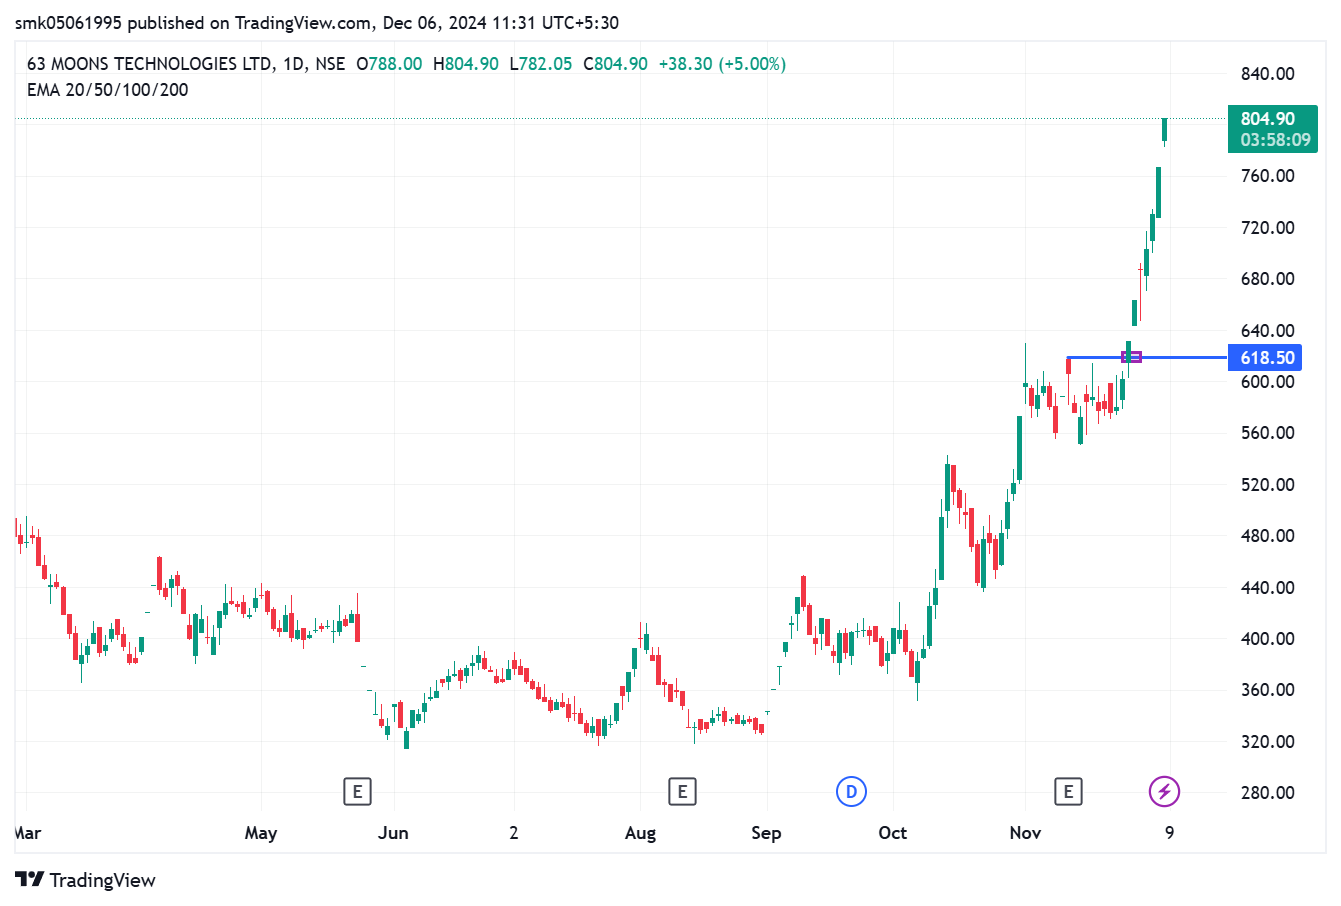 smk05061995 published on TradingView.com, Dec 06, 2024 11:31 UTC+5:30
63 MOONS TECHNOLOGIES LTD, 1D, NSE O788.00 H804.90 L782.05 C804.90 +38.30 (+5.00%)
EMA 20/50/100/200
840.00
804.90
03:58:09
760.00
720.00
680.00
640.00
618.50
600.00
560.00
520.00
480.00
440.00
400.00
360.00
320.00
280.00
E E D E
Mar May Jun 2 Aug Sep Oct Nov 9
TradingView